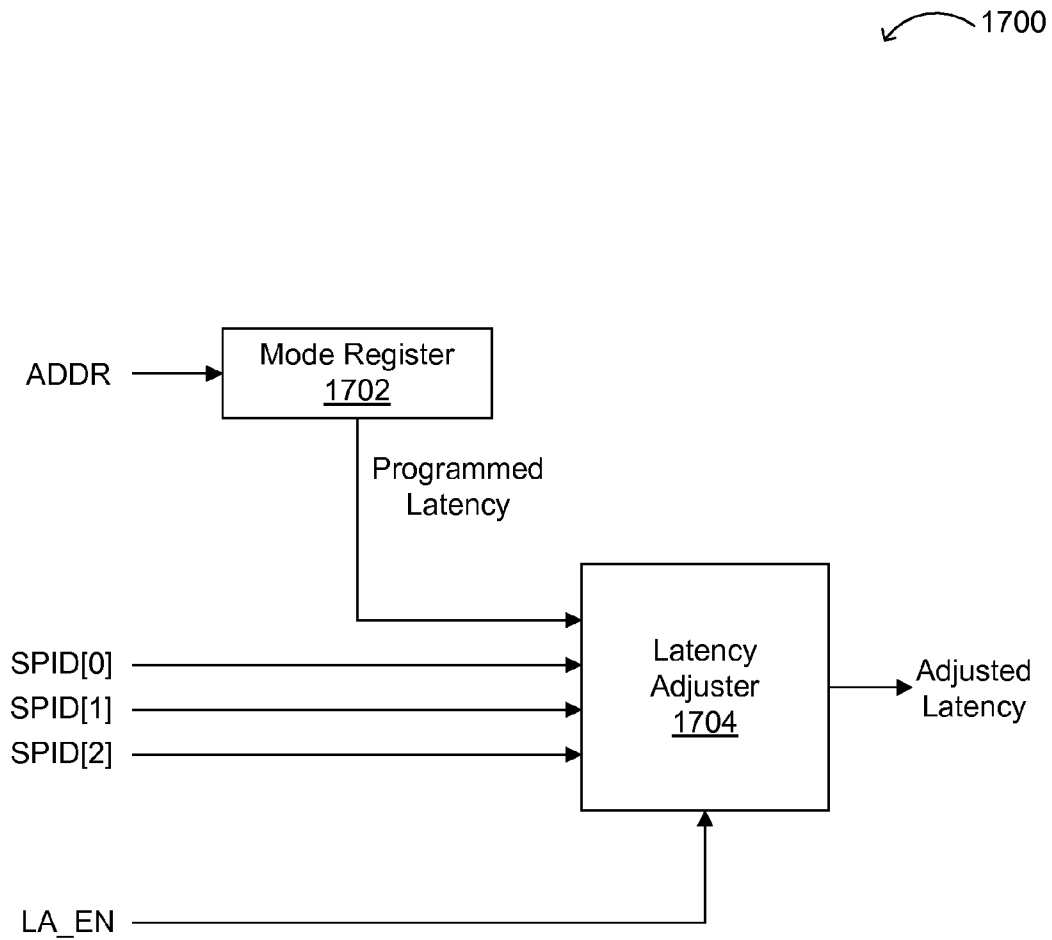 1700
ADDR
Mode Register
1702
Programmed
Latency
SPID[0]
SPID[1]
SPID[2]
Latency
Adjuster
1704
Adjusted
Latency
LA_EN